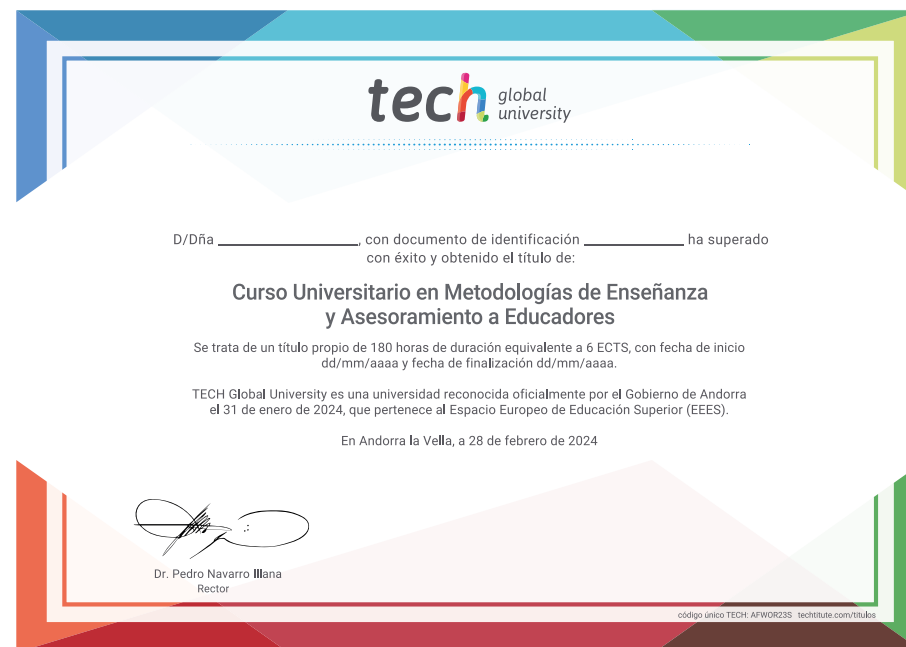 tech global university
D/Dña ____________________, con documento de identificación ______________ ha superado
con éxito y obtenido el título de:
Curso Universitario en Metodologías de Enseñanza
y Asesoramiento a Educadores
Se trata de un título propio de 180 horas de duración equivalente a 6 ECTS, con fecha de inicio
dd/mm/aaaa y fecha de finalización dd/mm/aaaa.
TECH Global University es una universidad reconocida oficialmente por el Gobierno de Andorra
el 31 de enero de 2024, que pertenece al Espacio Europeo de Educación Superior (EEES).
En Andorra la Vella, a 28 de febrero de 2024
Dr. Pedro Navarro Illana
Rector
código único TECH: AFWOR23S techtitute.com/titulos